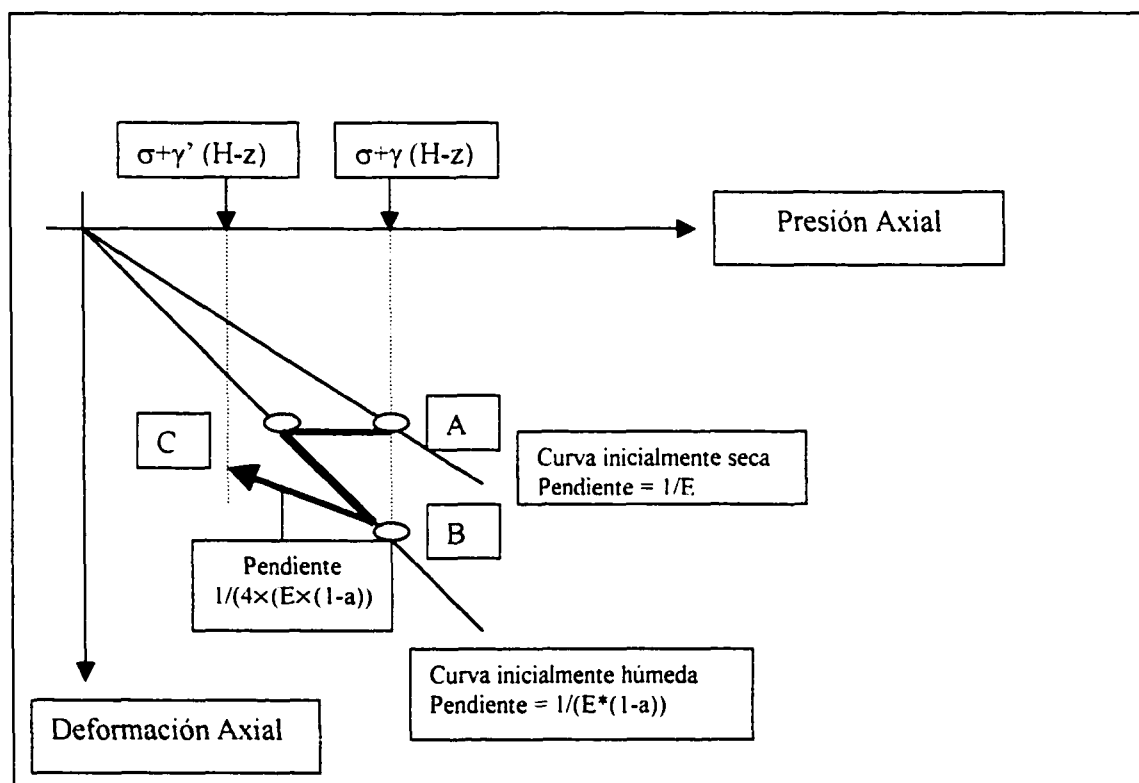 σ+γ' (H-z)
σ+γ (H-z)
Presión Axial
C
A
Curva inicialmente seca
Pendiente = 1/E
B
Pendiente
1/(4×(E×(1-a))
Curva inicialmente húmeda
Pendiente = 1/(E*(1-a))
Deformación Axial